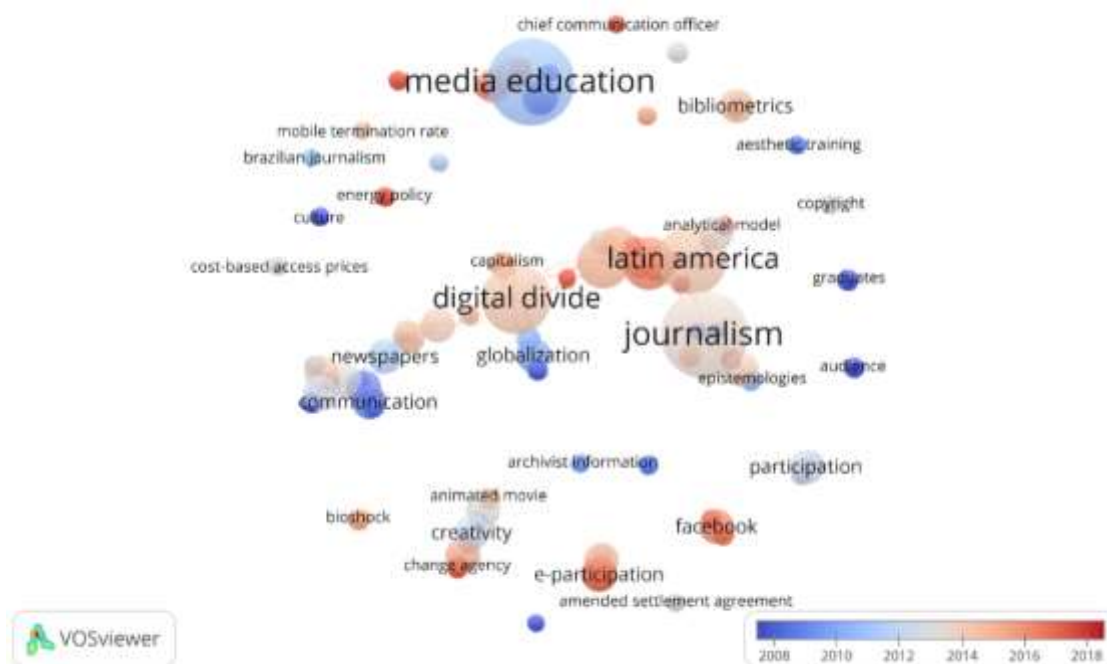 chief communication officer
media education
bibliometrics
mobile termination rate
aesthetic training
brazilian journalism
energy policy
copyright
culture
analytical model
capitalism
latin america
cost-based access prices
graduates
digital divide
journalism
newspapers
globalization
audience
epistemologies
communication
archivist information
participation
animated movie
bioshock
facebook
creativity
change agency
e-participation
amended settlement agreement
VOSviewer
2008 2010 2012 2014 2016 2018